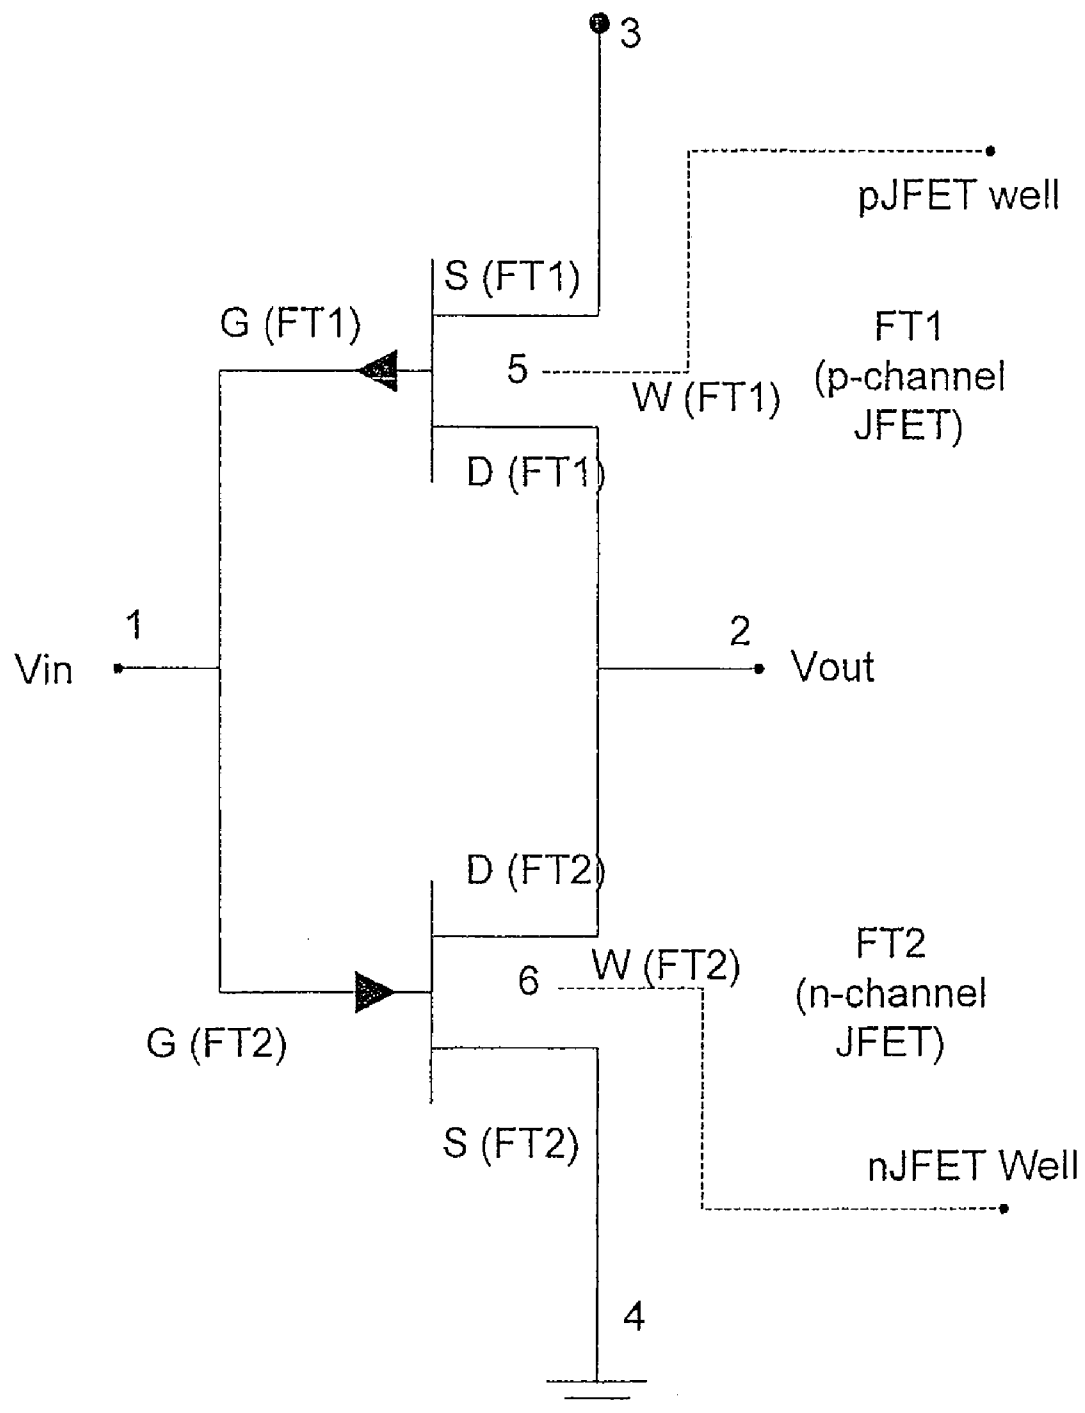 3
pJFET well
S (FT1)
G (FT1)
FT1
5
(p-channel
W (FT1)
JFET)
D (FT1)
1
2
Vin
Vout
D (FT2)
FT2
W (FT2)
6
(n-channel
G (FT2)
JFET)
S (FT2)
nJFET Well
4